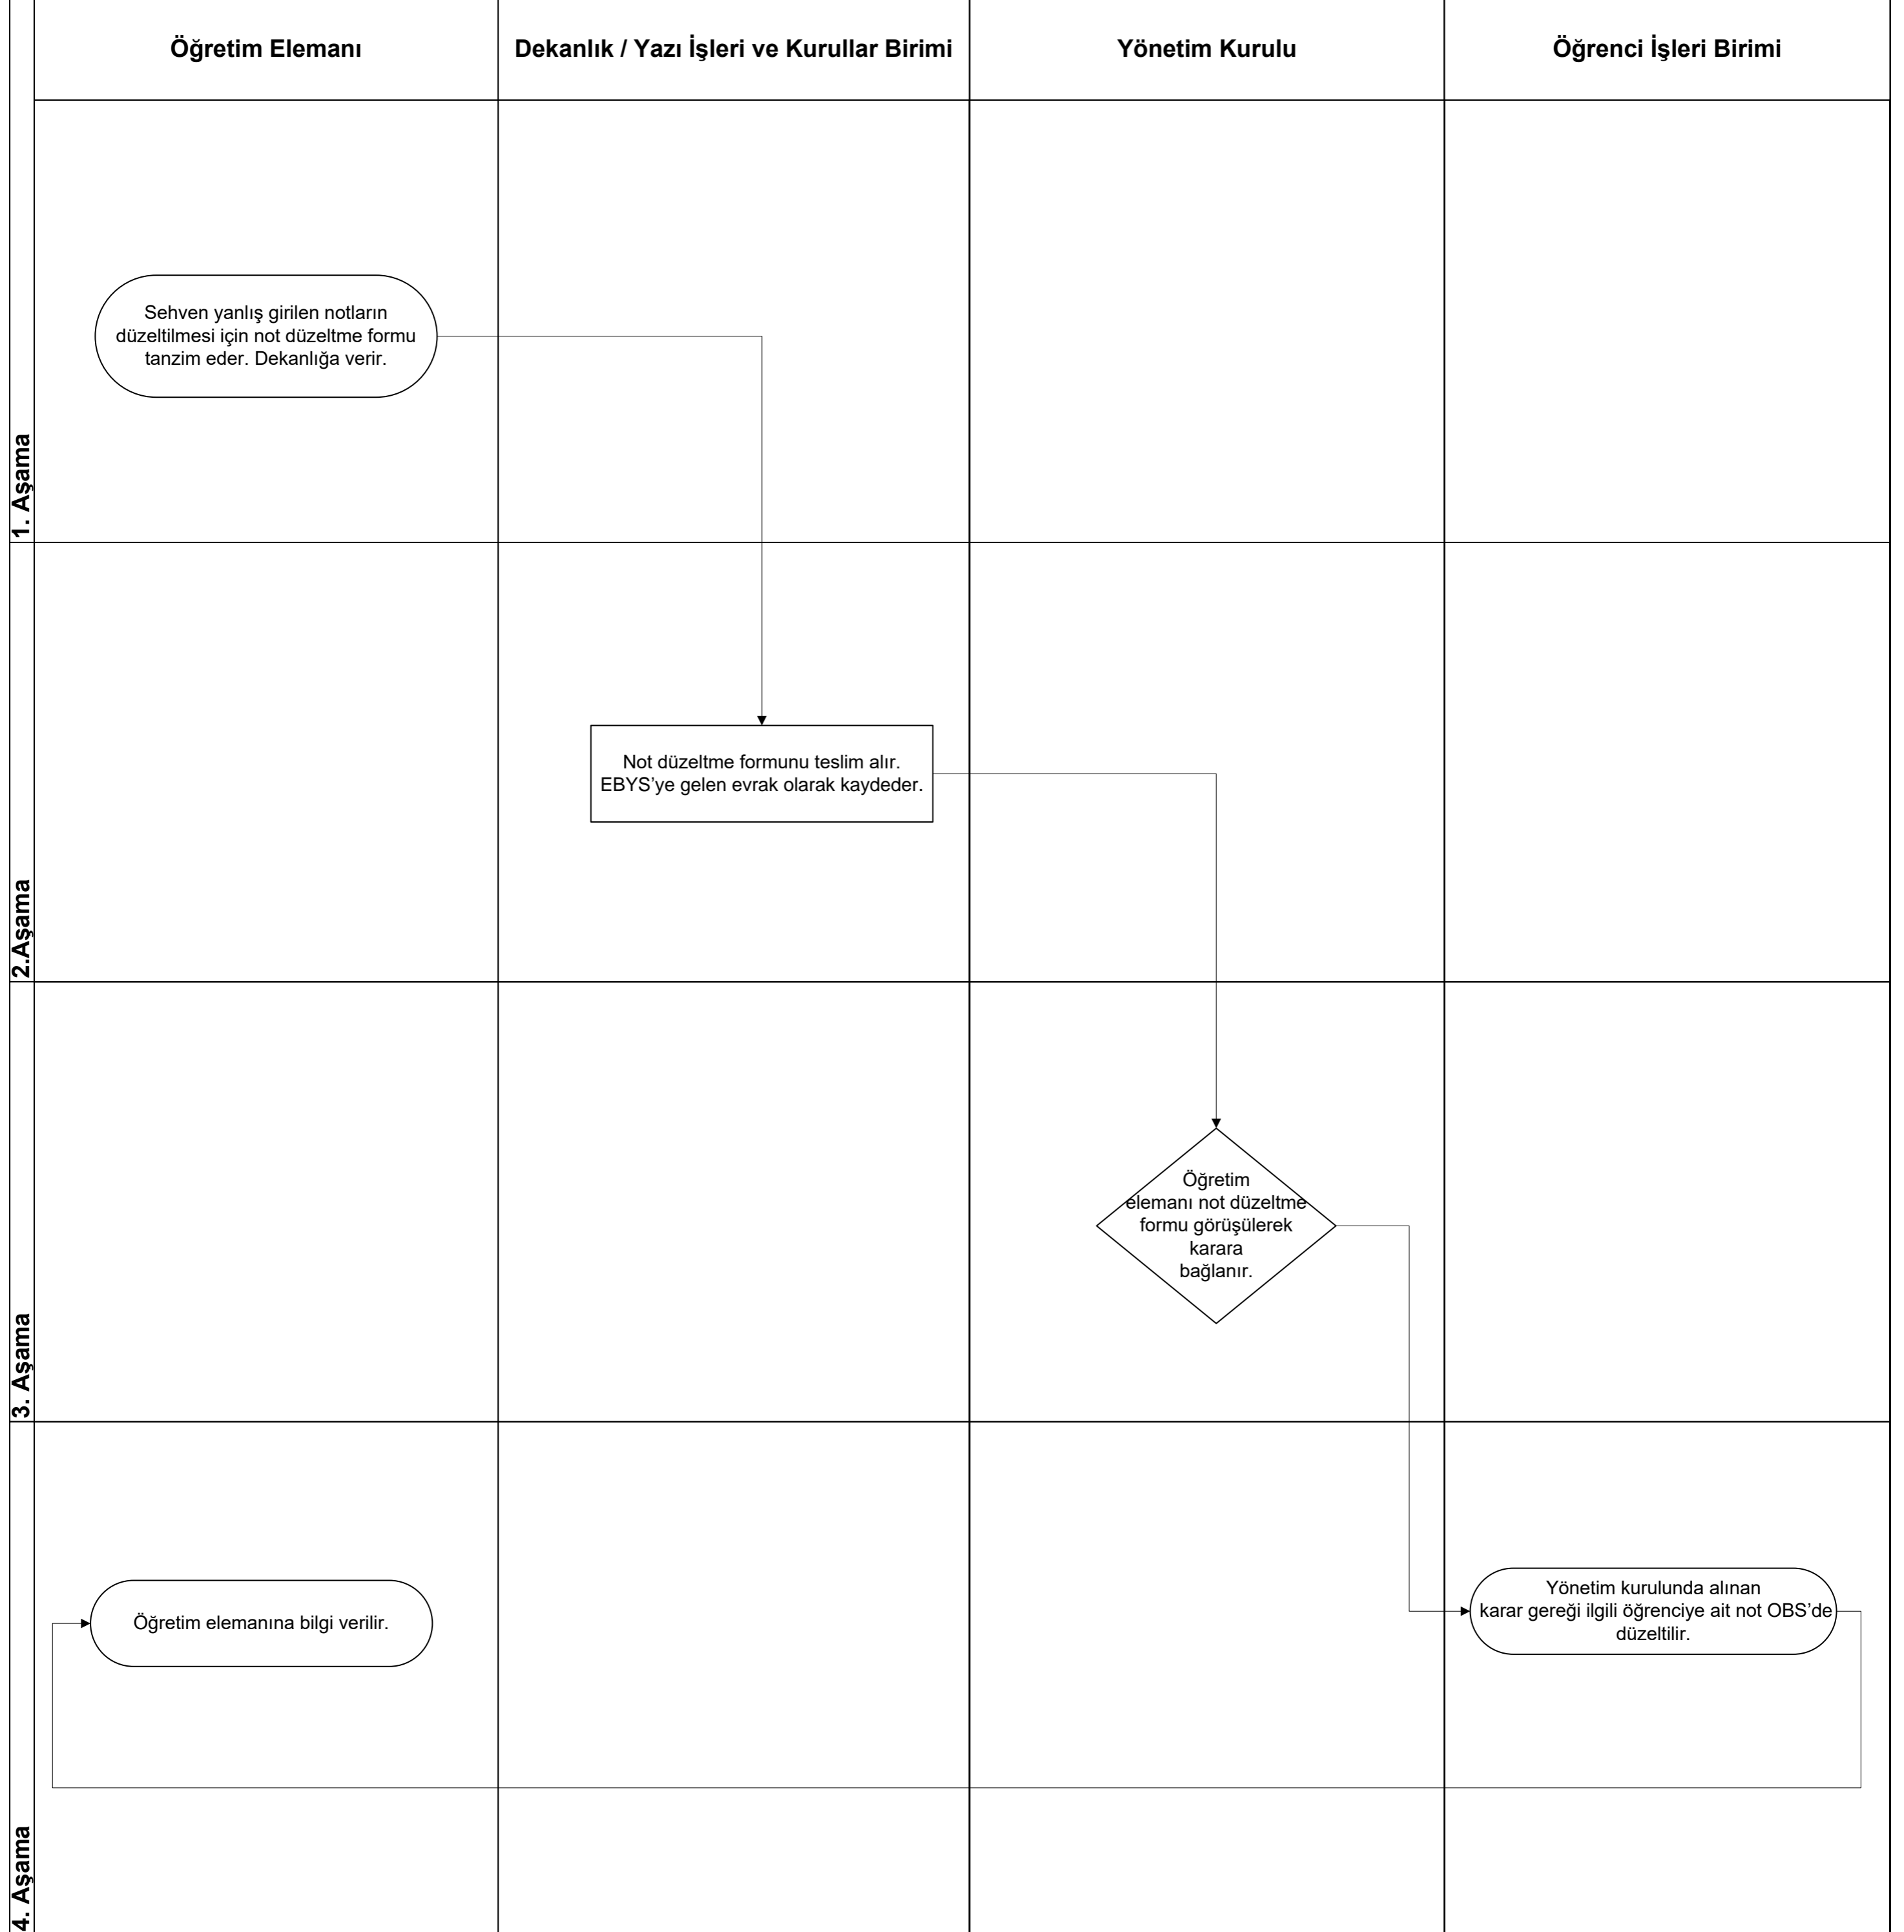 Öğretim Elemanı
Dekanlık / Yazı İşleri ve Kurullar Birimi
Yönetim Kurulu
Öğrenci İşleri Birimi
1. Aşama
Sehven yanlış girilen notların
düzeltilmesi için not düzeltme formu
tanzim eder. Dekanlığa verir.
2.Aşama
Not düzeltme formunu teslim alır.
EBYS’ye gelen evrak olarak kaydeder.
3. Aşama
Öğretim
elemanı not düzeltme
formu görüşülerek
karara
bağlanır.
4. Aşama
Öğretim elemanına bilgi verilir.
Yönetim kurulunda alınan
karar gereği ilgili öğrenciye ait not OBS’de
düzeltilir.